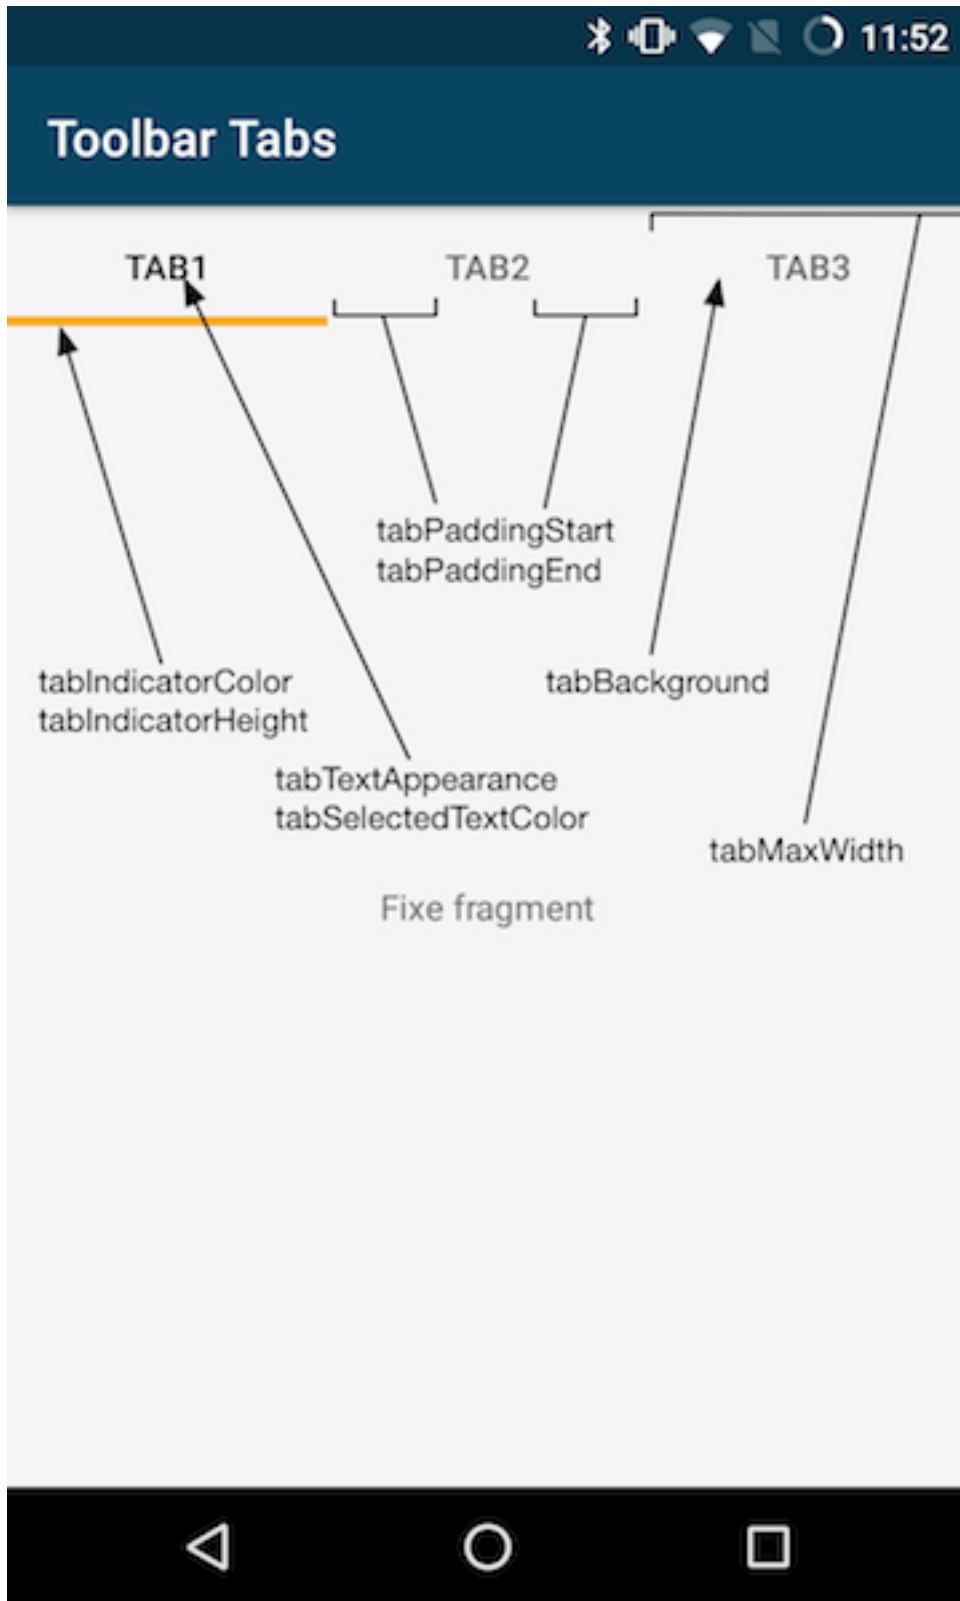 11:52
Toolbar Tabs
TAB1 TAB2 TAB3
tabPaddingStart
tabPaddingEnd
tabIndicatorColor
tabIndicatorHeight
tabBackground
tabTextAppearance
tabSelectedTextColor
tabMaxWidth
Fixe fragment